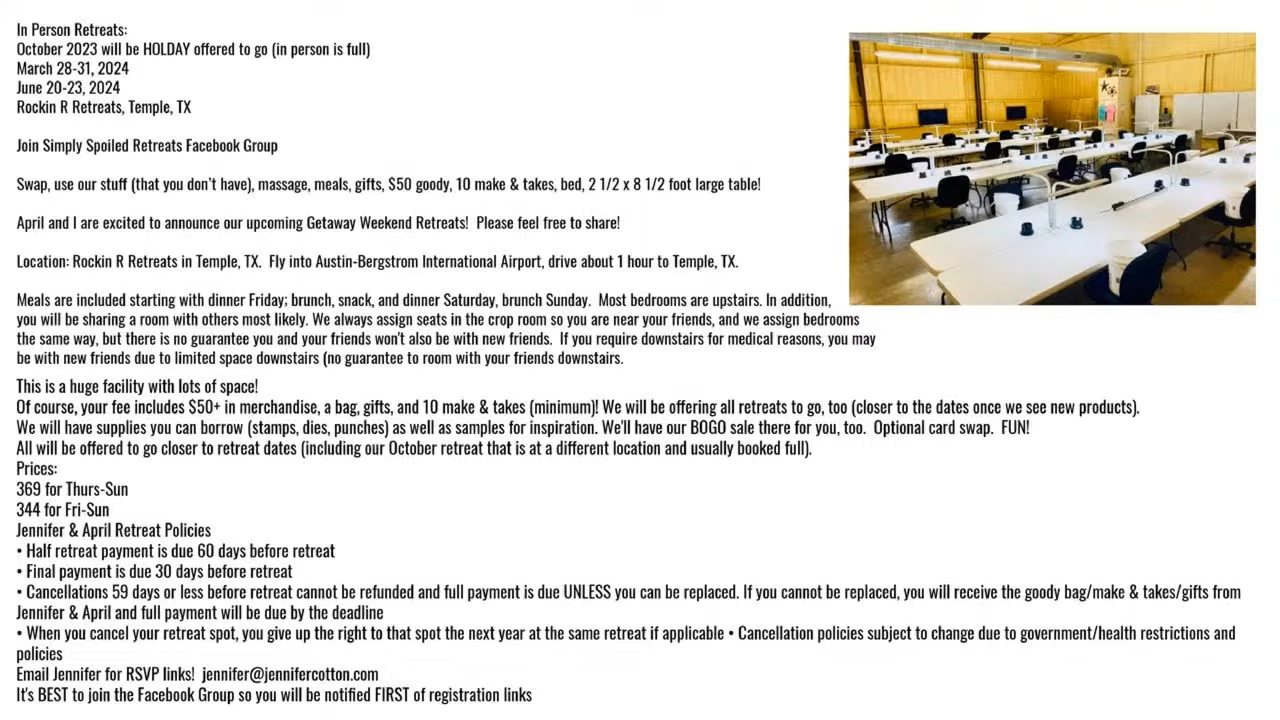 In Person Retreats:
October 2023 will be HOLDAY offered to go (in person is full)
March 28-31, 2024
June 20-23, 2024
Rockin R Retreats, Temple, TX
Join Simply Spoiled Retreats Facebook Group
Swap, use our stuff (that you don't have), massage, meals, gifts, $50 goody, 10 make & takes, bed, 2 1/2 x 8 1/2 foot large table!
April and I are excited to announce our upcoming Getaway Weekend Retreats!  Please feel free to share!
Location: Rockin R Retreats in Temple, TX.  Fly into Austin-Bergstrom International Airport, drive about 1 hour to Temple, TX.
Meals are included starting with dinner Friday; brunch, snack, and dinner Saturday, brunch Sunday.  Most bedrooms are upstairs. In addition,
you will be sharing a room with others most likely. We always assign seats in the crop room so you are near your friends, and we assign bedrooms
the same way, but there is no guarantee you and your friends won't also be with new friends.  If you require downstairs for medical reasons, you may
be with new friends due to limited space downstairs (no guarantee to room with your friends downstairs.
This is a huge facility with lots of space!
Of course, your fee includes $50+ in merchandise, a bag, gifts, and 10 make & takes (minimum)! We will be offering all retreats to go, too (closer to the dates once we see new products).
We will have supplies you can borrow (stamps, dies, punches) as well as samples for inspiration. We'll have our BOGO sale there for you, too.  Optional card swap.  FUN!
All will be offered to go closer to retreat dates (including our October retreat that is at a different location and usually booked full).
Prices:
369 for Thurs-Sun
344 for Fri-Sun
Jennifer & April Retreat Policies
• Half retreat payment is due 60 days before retreat
• Final payment is due 30 days before retreat
• Cancellations 59 days or less before retreat cannot be refunded and full payment is due UNLESS you can be replaced. If you cannot be replaced, you will receive the goody bag/make & takes/gifts from
Jennifer & April and full payment will be due by the deadline
• When you cancel your retreat spot, you give up the right to that spot the next year at the same retreat if applicable • Cancellation policies subject to change due to government/health restrictions and
policies
Email Jennifer for RSVP links!  jennifer@jennifercotton.com
It's BEST to join the Facebook Group so you will be notified FIRST of registration links